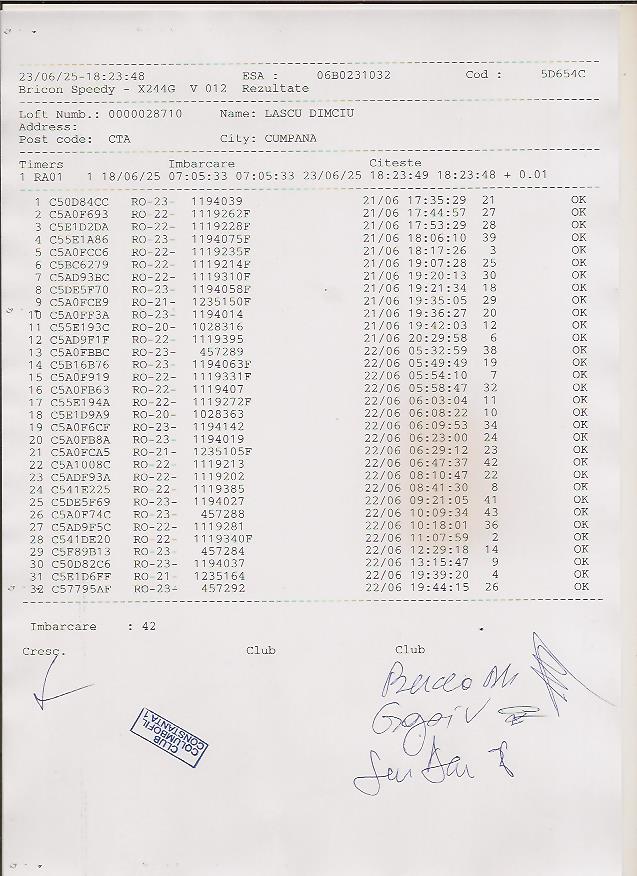 23/06/25-18:23:48 ESA : 06B0231032 Cod : 5D654C
Bricon Speedy - X244G V 012 Rezultate
Loft Numb.: 0000028710 Name: LASCU DIMCIU
Address:
Post code: CTA City: CUMPANA
Timers Imbarcare Citeste
1 RA01 1 18/06/25 07:05:33 07:05:33 23/06/25 18:23:49 18:23:48 + 0.01
1 C50D84CC RO-23- 1194039 21/06 17:35:29 21 OK
2 C5A0F693 RO-22- 1119262F 21/06 17:44:57 27 OK
3 C5E1D2DA RO-22- 1119228F 21/06 17:53:29 28 OK
4 C55E1A86 RO-23- 1194075F 21/06 18:06:10 39 OK
5 C5A0FCC6 RO-22- 1119235F 21/06 18:17:26 3 OK
6 C5BC6279 RO-22- 1119214F 21/06 19:07:28 25 OK
7 C5AD93BC RO-22- 1119310F 21/06 19:20:13 30 OK
8 C5DE5F70 RO-23- 1194058F 21/06 19:21:34 18 OK
9 C5A0FCE9 RO-21- 1235150F 21/06 19:35:05 29 OK
10 C5A0FF3A RO-23- 1194014 21/06 19:36:27 20 OK
11 C55E193C RO-20- 1028316 21/06 19:42:03 12 OK
12 C5AD9F1F RO-22- 1119395 21/06 20:29:58 6 OK
13 C5A0FBBC RO-23- 457289 22/06 05:32:59 38 OK
14 C5B16B76 RO-23- 1194063F 22/06 05:49:49 19 OK
15 C5A0F919 RO-22- 1119331F 22/06 05:54:10 7 OK
16 C5A0FB63 RO-22- 1119407 22/06 05:58:47 32 OK
17 C55E194A RO-22- 1119272F 22/06 06:03:04 11 OK
18 C5E1D9A9 RO-20- 1028363 22/06 06:08:22 10 OK
19 C5A0F6CF RO-23- 1194142 22/06 06:09:53 34 OK
20 C5A0FB8A RO-23- 1194019 22/06 06:23:00 24 OK
21 C5A0FCA5 RO-21- 1235105F 22/06 06:29:12 23 OK
22 C5A1008C RO-22- 1119213 22/06 06:47:37 42 OK
23 C5ADF93A RO-22- 1119202 22/06 08:10:47 22 OK
24 C541E225 RO-22- 1119385 22/06 08:41:30 8 OK
25 C5DE5F69 RO-23- 1194027 22/06 09:21:05 41 OK
26 C5A0F74C RO-23- 457288 22/06 10:09:34 43 OK
27 C5AD9F5C RO-22- 1119281 22/06 10:18:01 36 OK
28 C541DE20 RO-22- 1119340F 22/06 11:07:59 2 OK
29 C5F89B13 RO-23- 457284 22/06 12:29:18 14 OK
30 C50D82C6 RO-23- 1194037 22/06 13:15:47 9 OK
31 C5E1D6FF RO-21- 1235164 22/06 19:39:20 4 OK
32 C57795AF RO-23- 457292 22/06 19:44:15 26 OK
Imbarcare : 42
Cresc. Club Club
CLUB
COLUMBOFIL
CONSTANTA 1